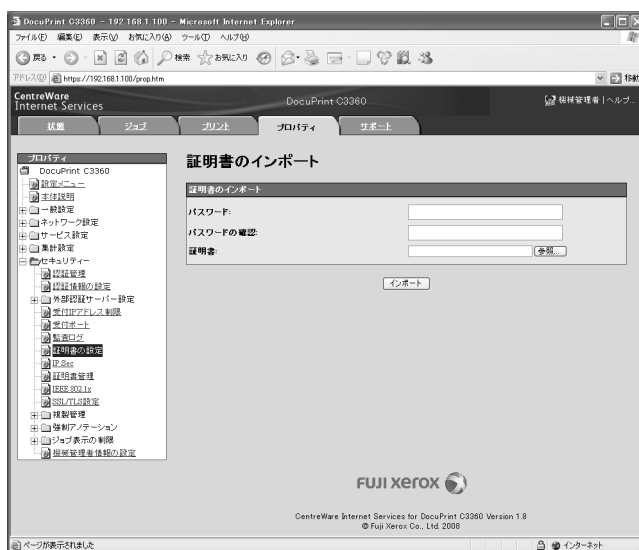 DocuPrint C3360 - 192.168.1.100 - Microsoft Internet Explorer
ファイル(F) 編集(E) 表示(V) お気に入り(A) ツール(T) ヘルプ(H)
戻る 検索 お気に入り
アドレス(D) https://192.168.1.100/prop.htm 移動
CentreWare
Internet Services
DocuPrint C3360
機械管理者 | ヘルプ...
状態 ジョブ プリント プロパティ サポート
プロパティ
DocuPrint C3360
設定メニュー
本体説明
一般設定
ネットワーク設定
サービス設定
集計設定
セキュリティー
認証管理
認証情報の設定
外部認証サーバー設定
受付IPアドレス制限
受付ポート
監査ログ
証明書の設定
IP Sec
証明書管理
IEEE 802.1x
SSL/TLS設定
複製管理
強制アノテーション
ジョブ表示の制限
機械管理者情報の設定
証明書のインポート
証明書のインポート
パスワード:
パスワードの確認:
証明書:
参照...
インポート
FUJI XEROX
CentreWare Internet Services for DocuPrint C3360 Version 1.8
© Fuji Xerox Co., Ltd. 2008
ページが表示されました
インターネット